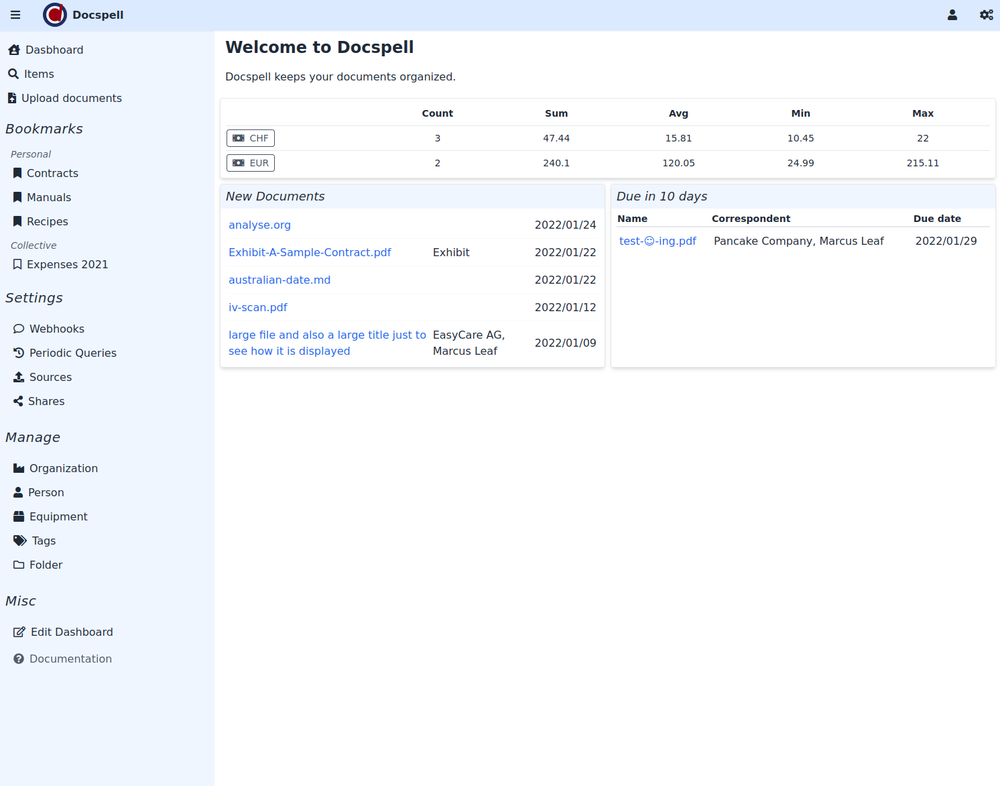 Docspell
Dasbhoard
Items
Upload documents
Bookmarks
Personal
Contracts
Manuals
Recipes
Collective
Expenses 2021
Settings
Webhooks
Periodic Queries
Sources
Shares
Manage
Organization
Person
Equipment
Tags
Folder
Misc
Edit Dashboard
Documentation
Welcome to Docspell
Docspell keeps your documents organized.
Count Sum Avg Min Max
CHF 3 47.44 15.81 10.45 22
EUR 2 240.1 120.05 24.99 215.11
New Documents
analyse.org 2022/01/24
Exhibit-A-Sample-Contract.pdf Exhibit 2022/01/22
australian-date.md 2022/01/22
iv-scan.pdf 2022/01/12
large file and also a large title just to see how it is displayed EasyCare AG, Marcus Leaf 2022/01/09
Due in 10 days
Name Correspondent Due date
test-☺-ing.pdf Pancake Company, Marcus Leaf 2022/01/29